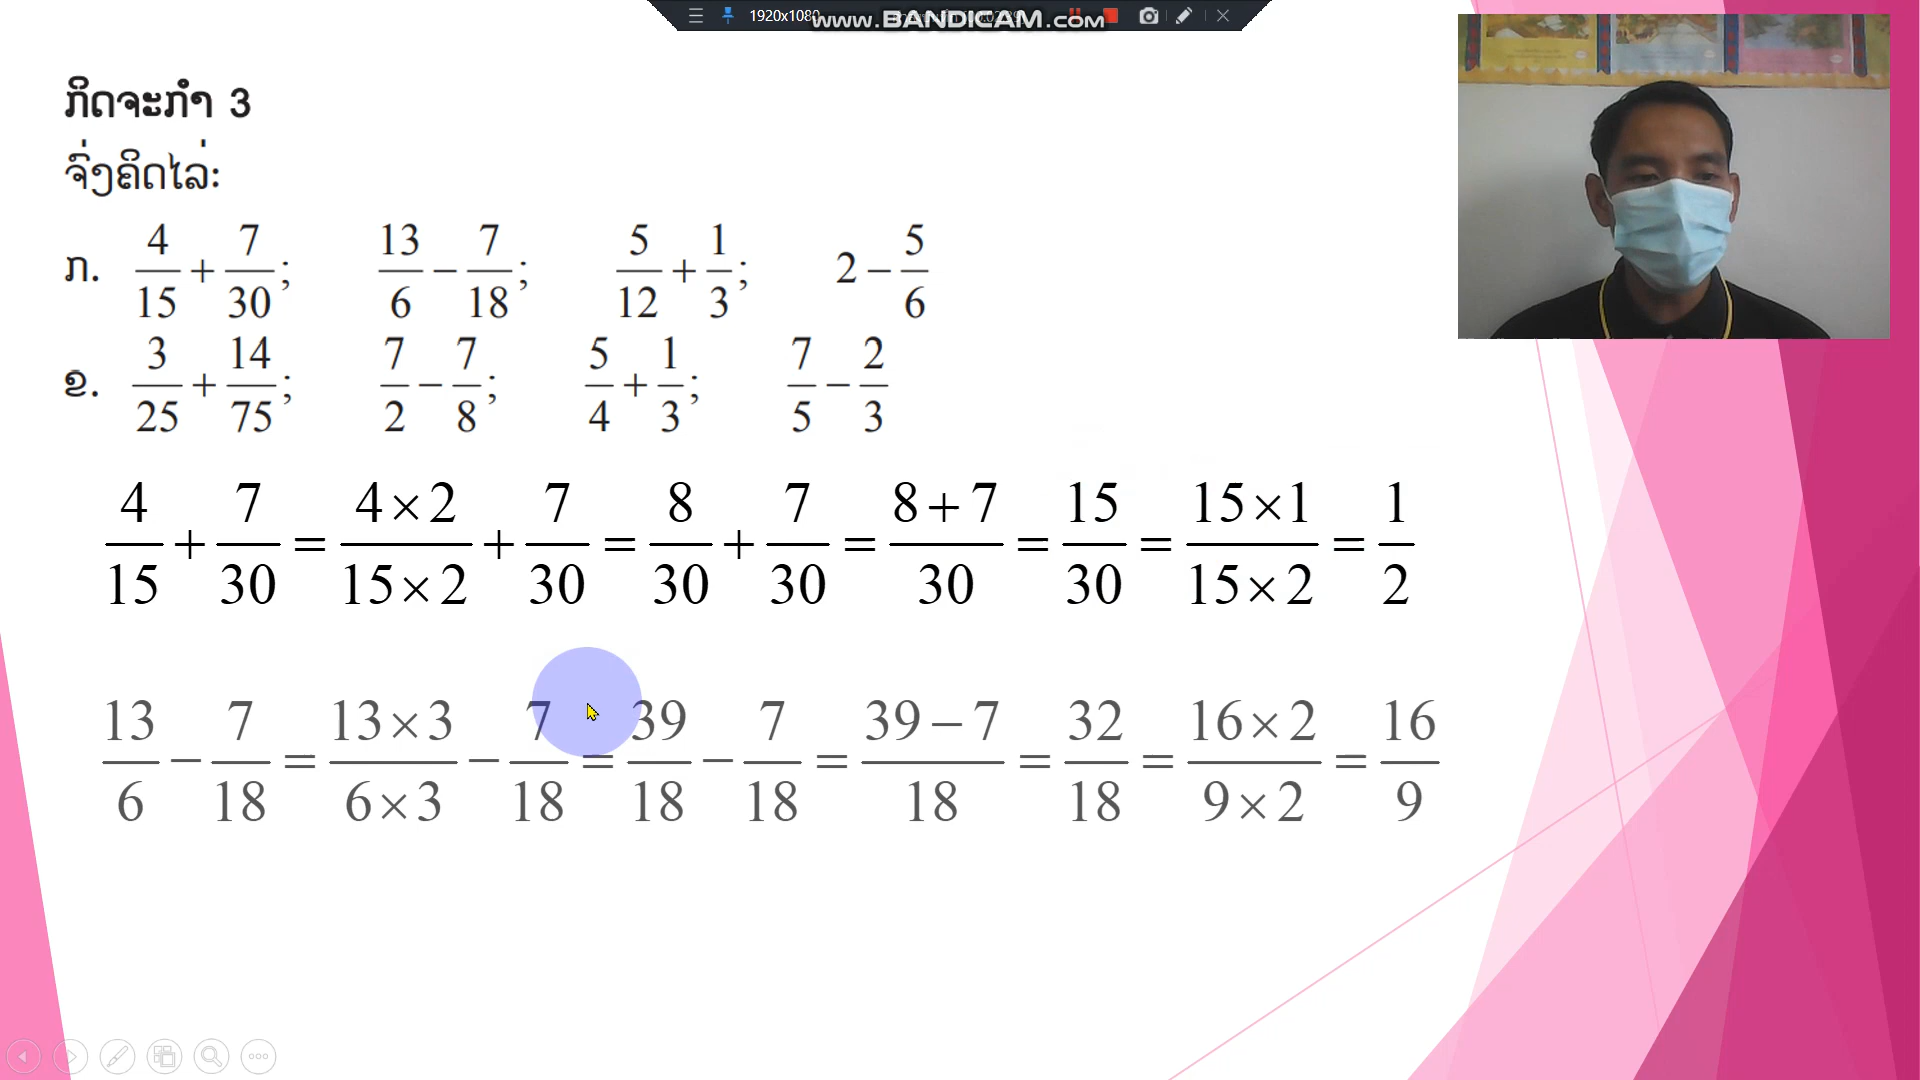 1920x1080
www.BANDICAM.com
ກິດຈະກຳ 3
ຈົ່ງຄິດໄລ່:
ກ. 4/15 + 7/30; 13/6 − 7/18; 5/12 + 1/3; 2 − 5/6
ຂ. 3/25 + 14/75; 7/2 − 7/8; 5/4 + 1/3; 7/5 − 2/3
4/15 + 7/30 = 4×2/15×2 + 7/30 = 8/30 + 7/30 = 8+7/30 = 15/30 = 15×1/15×2 = 1/2
13/6 − 7/18 = 13×3/6×3 − 7/18 = 39/18 − 7/18 = 39−7/18 = 32/18 = 16×2/9×2 = 16/9